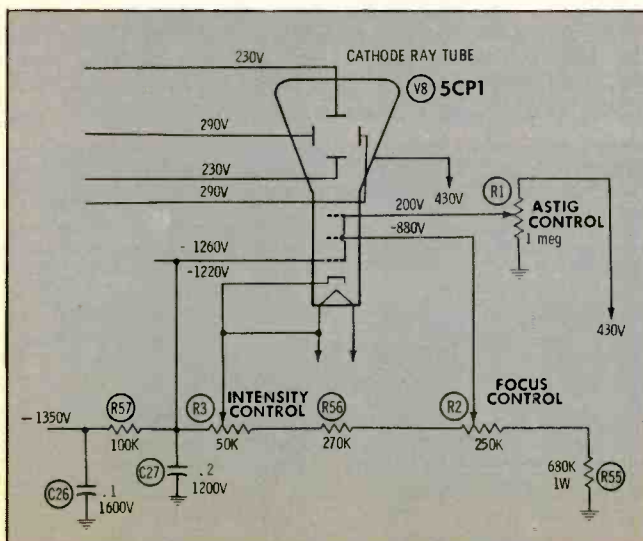 230V
CATHODE RAY TUBE
V8 5CP1
290V
230V
290V
430V
R1
200V
ASTIG
CONTROL
1 meg
-880V
- 1260V
-1220V
430V
R57
R3
INTENSITY
CONTROL
R56
R2
FOCUS
CONTROL
- 1350V
100K
50K
270K
250K
C26
.1
1600V
C27
.2
1200V
680K
1W
R55